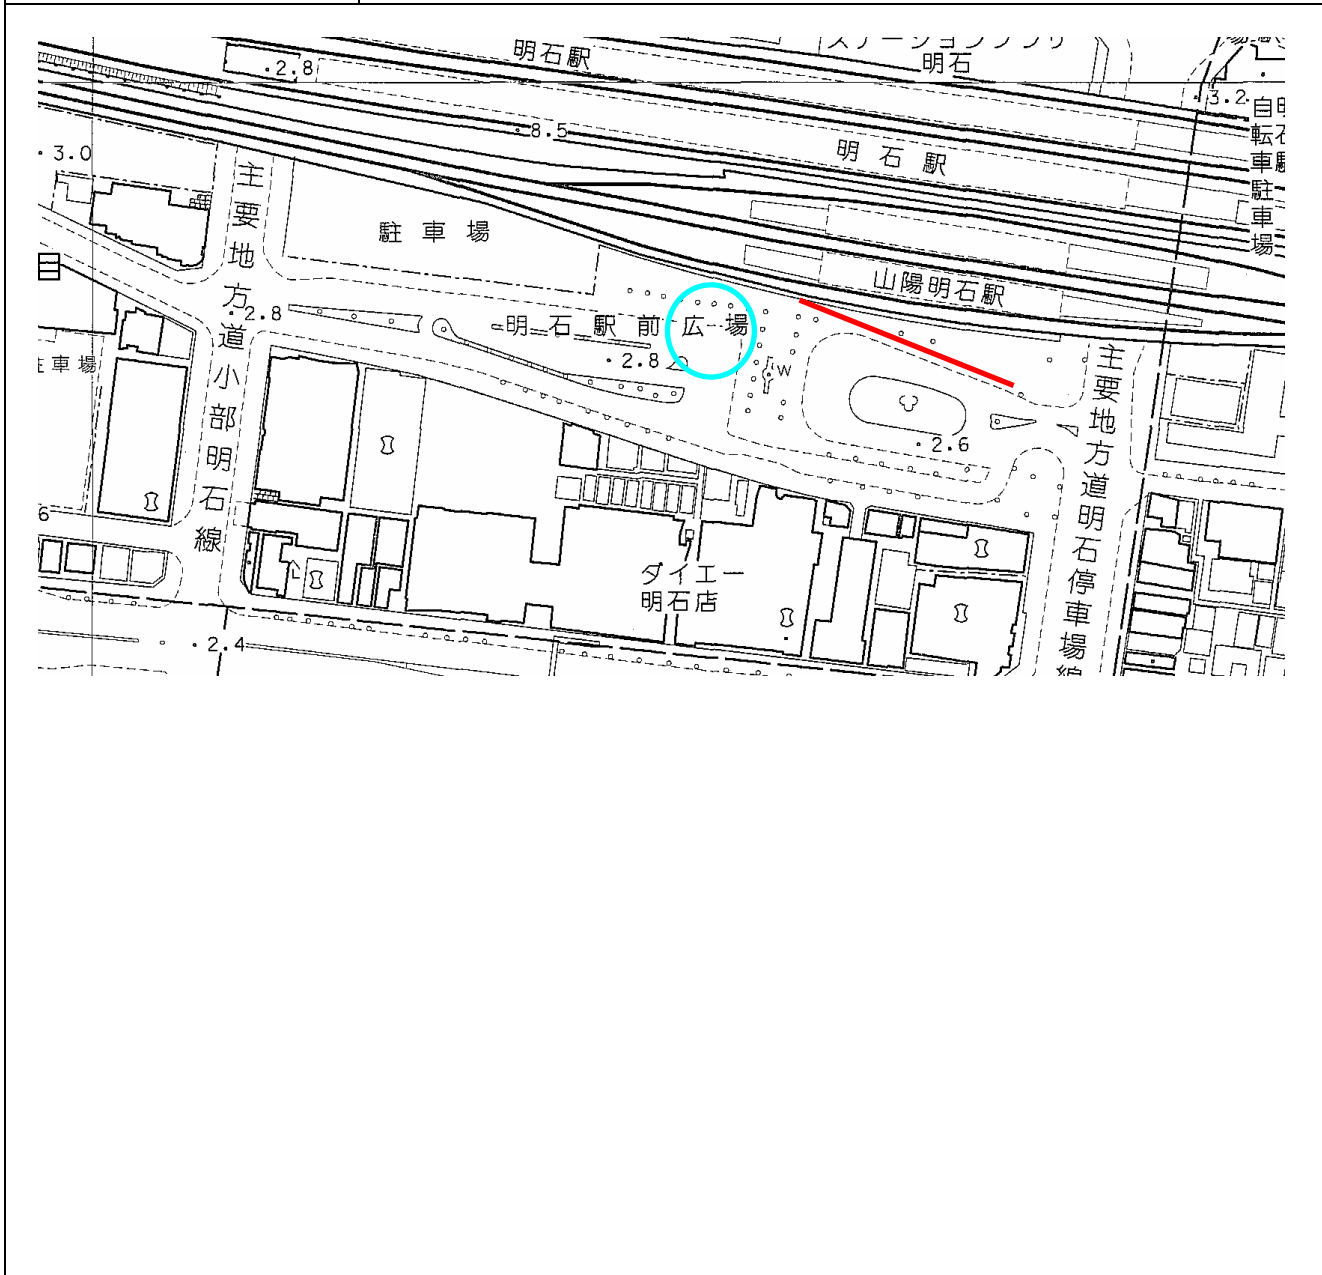 明石駅
明石
2.8
3.2
自転車駐車場
8.5
明石駅
3.0
主要地方道小部明石線
駐車場
山陽明石駅
目
2.8
明石駅前広場
2.8
W
車場
主要地方道明石停車場線
2.6
6
ダイエー
明石店
2.4